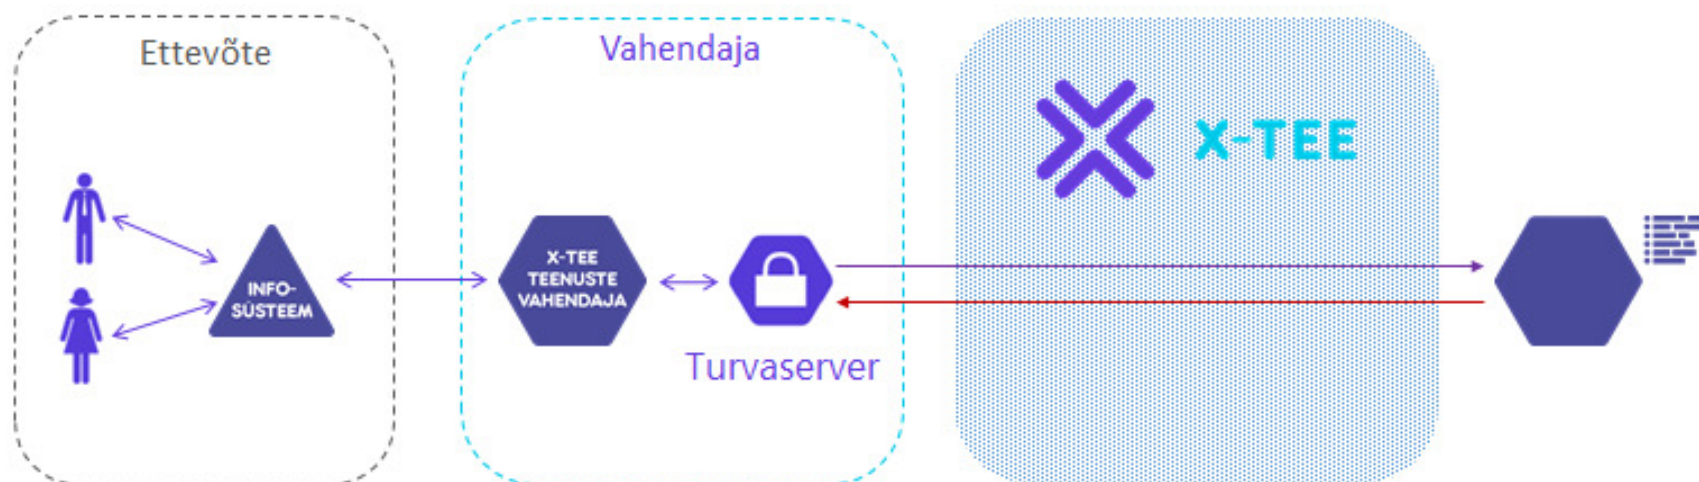 Ettevõte
Vahendaja
X-TEE
INFO-
SÜSTEEM
X-TEE
TEENUSTE
VAHENDAJA
Turvaserver